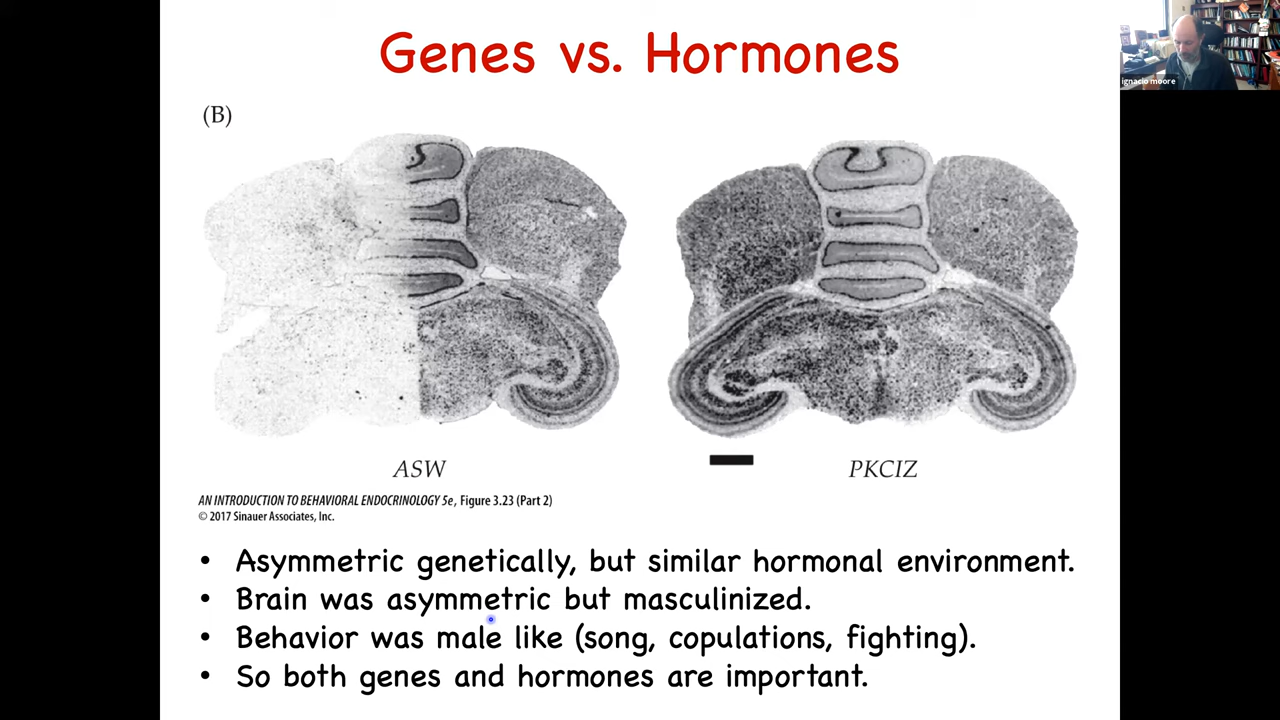 Genes vs. Hormones
ignacio moore
(B)
ASW
PKCIZ
AN INTRODUCTION TO BEHAVIORAL ENDOCRINOLOGY 5e, Figure 3.23 (Part 2)
© 2017 Sinauer Associates, Inc.
• Asymmetric genetically, but similar hormonal environment.
• Brain was asymmetric but masculinized.
• Behavior was male like (song, copulations, fighting).
• So both genes and hormones are important.